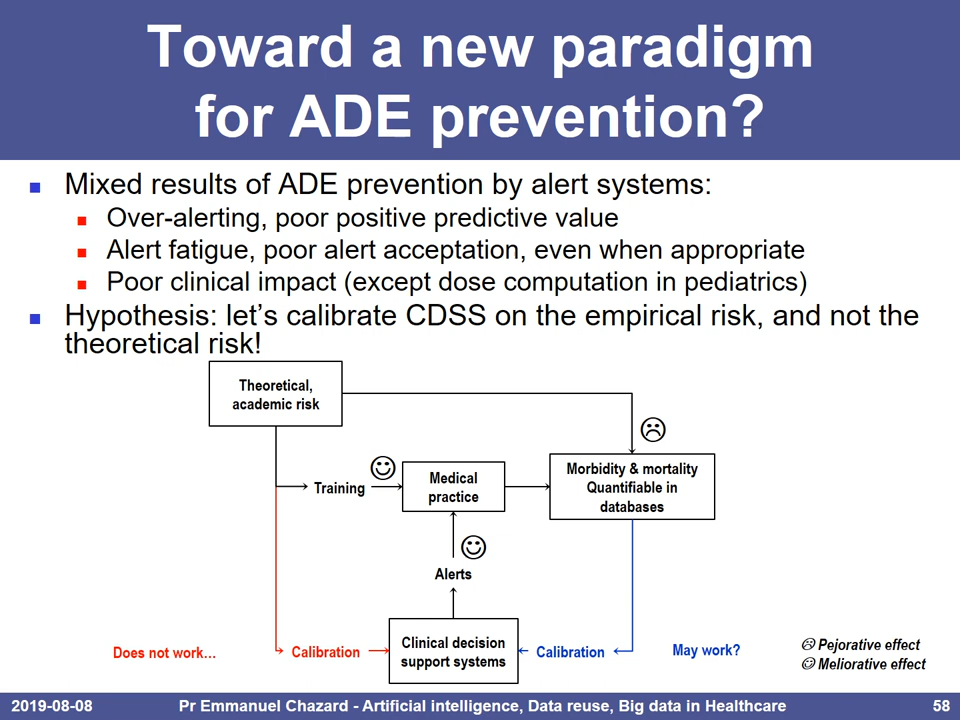 Toward a new paradigm
for ADE prevention?
Mixed results of ADE prevention by alert systems:
Over-alerting, poor positive predictive value
Alert fatigue, poor alert acceptation, even when appropriate
Poor clinical impact (except dose computation in pediatrics)
Hypothesis: let’s calibrate CDSS on the empirical risk, and not the
theoretical risk!
Theoretical,
academic risk
Training
Medical
practice
Morbidity & mortality
Quantifiable in
databases
Alerts
Does not work…
Calibration
Clinical decision
support systems
Calibration
May work?
☹ Pejorative effect
☺ Meliorative effect
2019-08-08
Pr Emmanuel Chazard - Artificial intelligence, Data reuse, Big data in Healthcare
58